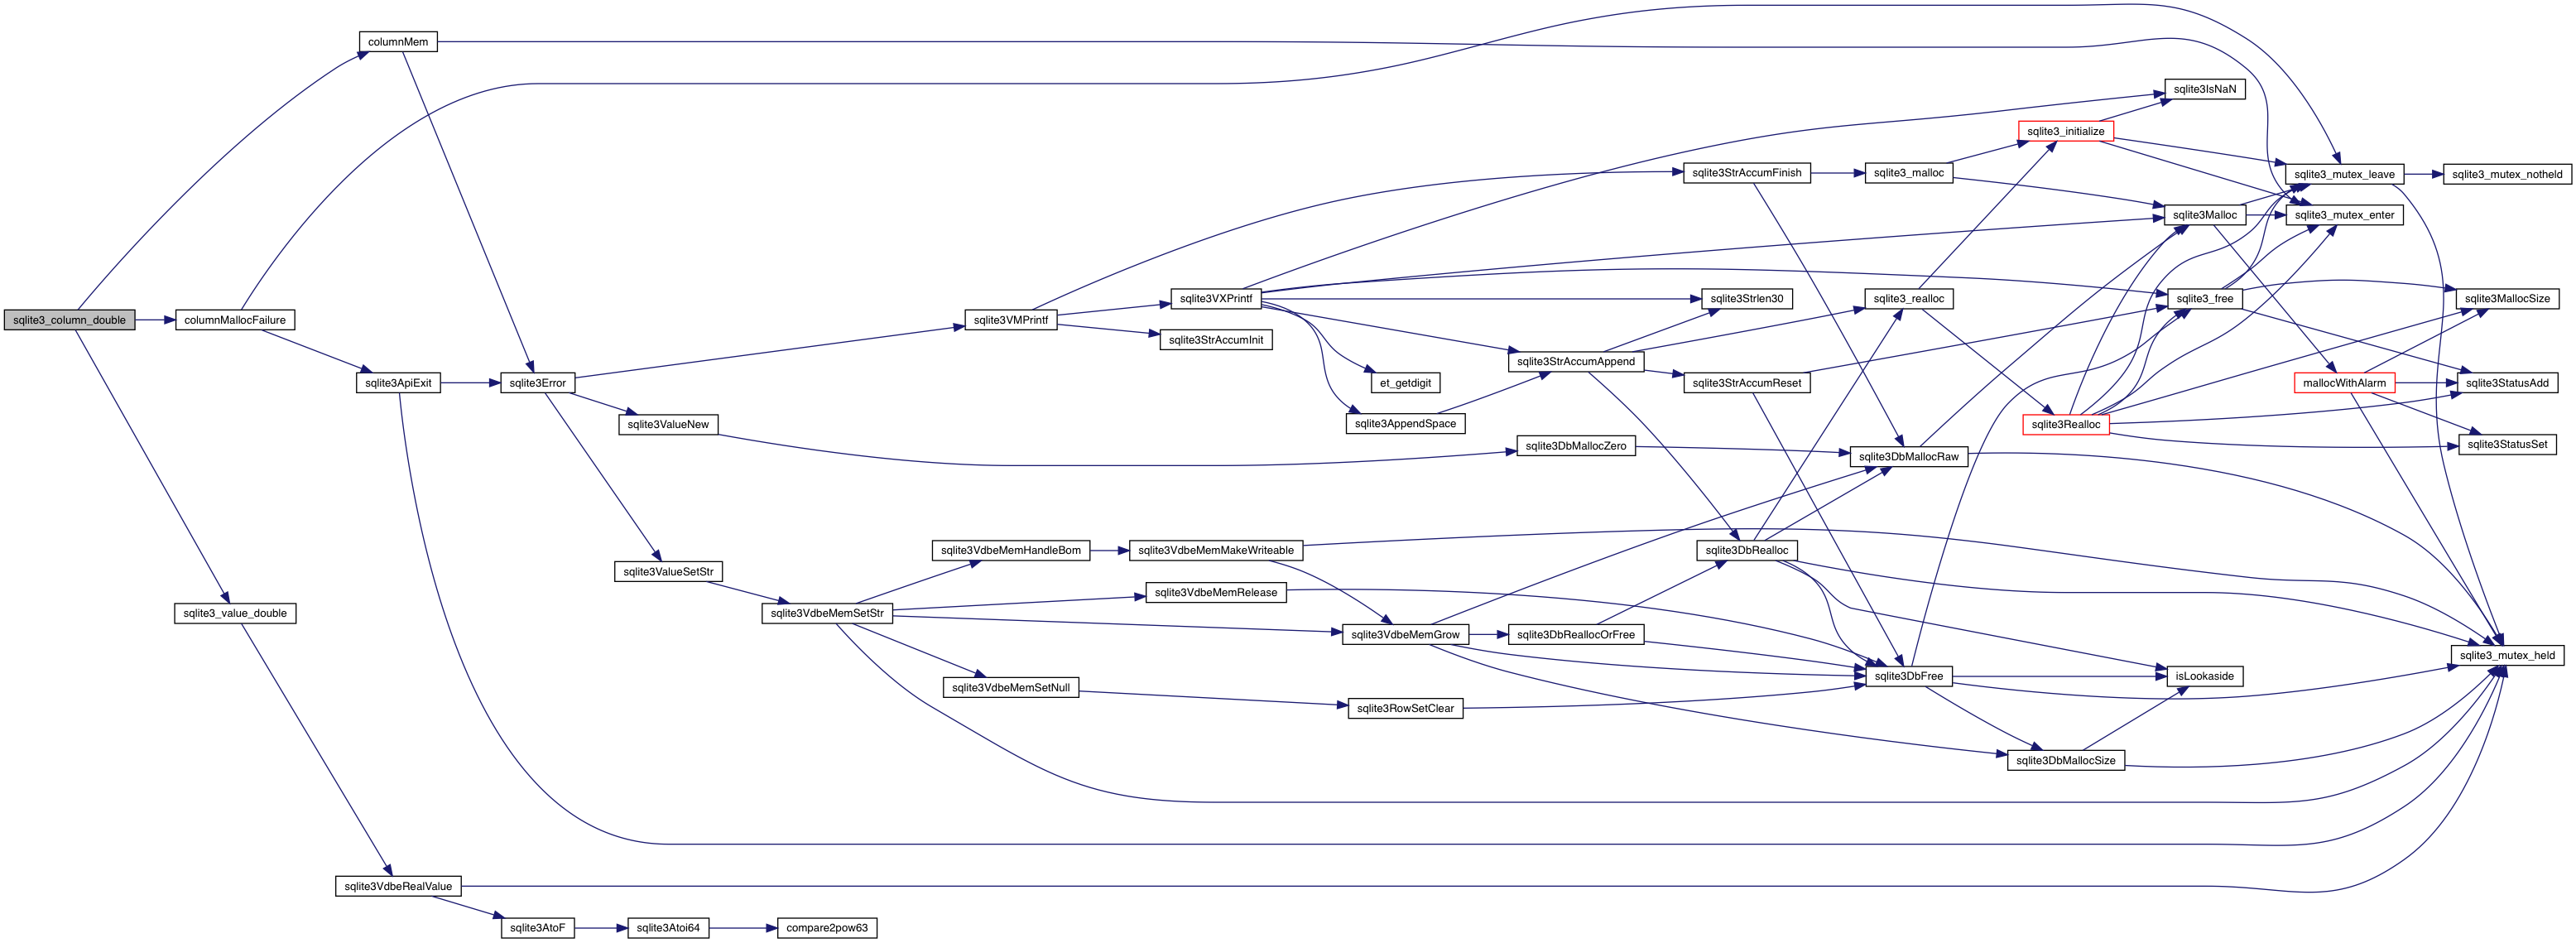 columnMem
sqlite3IsNaN
sqlite3_initialize
sqlite3StrAccumFinish
sqlite3_malloc
sqlite3_mutex_leave
sqlite3_mutex_notheld
sqlite3Malloc
sqlite3_mutex_enter
sqlite3_column_double
columnMallocFailure
sqlite3VMPrintf
sqlite3VXPrintf
sqlite3Strlen30
sqlite3_realloc
sqlite3_free
sqlite3MallocSize
sqlite3StrAccumInit
sqlite3StrAccumAppend
sqlite3ApiExit
sqlite3Error
et_getdigit
sqlite3StrAccumReset
mallocWithAlarm
sqlite3StatusAdd
sqlite3ValueNew
sqlite3AppendSpace
sqlite3Realloc
sqlite3DbMallocZero
sqlite3DbMallocRaw
sqlite3StatusSet
sqlite3VdbeMemHandleBom
sqlite3VdbeMemMakeWriteable
sqlite3DbRealloc
sqlite3ValueSetStr
sqlite3VdbeMemRelease
sqlite3_value_double
sqlite3VdbeMemSetStr
sqlite3VdbeMemGrow
sqlite3DbReallocOrFree
sqlite3_mutex_held
sqlite3VdbeMemSetNull
sqlite3DbFree
isLookaside
sqlite3RowSetClear
sqlite3DbMallocSize
sqlite3VdbeRealValue
sqlite3AtoF
sqlite3Atoi64
compare2pow63